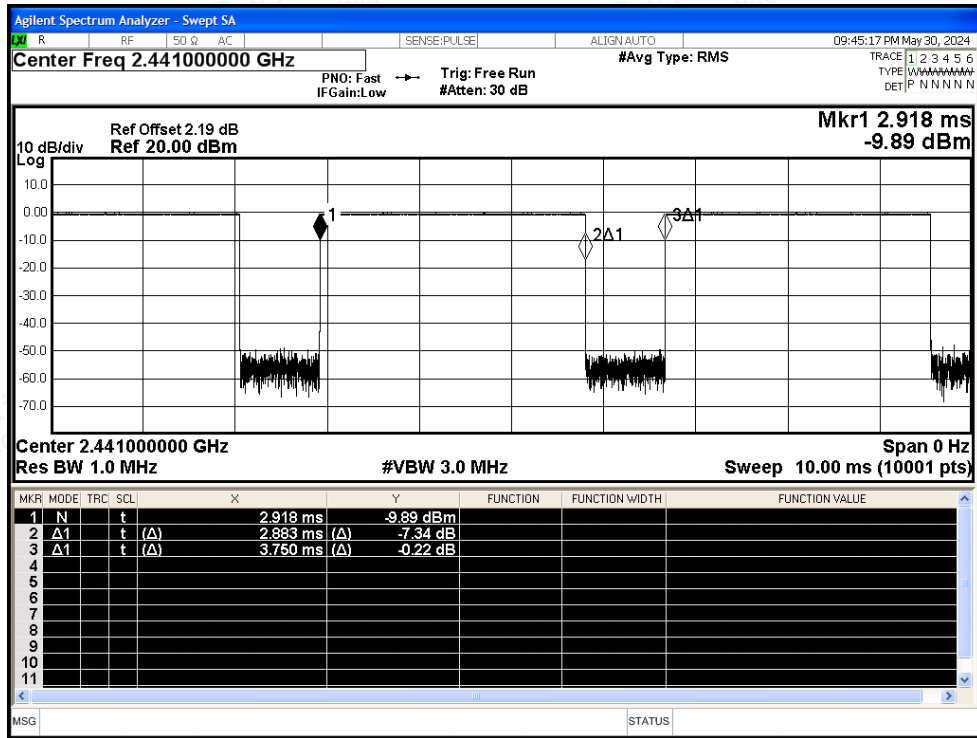 Agilent Spectrum Analyzer - Swept SA
LXI R RF 50 Ω AC SENSE:PULSE ALIGN AUTO 09:45:17 PM May 30, 2024
Center Freq 2.441000000 GHz
PNO: Fast
IFGain:Low
Trig: Free Run
#Atten: 30 dB
#Avg Type: RMS
TRACE 1 2 3 4 5 6
TYPE
DET P N N N N N
Mkr1 2.918 ms
-9.89 dBm
Ref Offset 2.19 dB
10 dB/div Ref 20.00 dBm
Log
10.0
0.00
-10.0
-20.0
-30.0
-40.0
-50.0
-60.0
-70.0
1
2Δ1
3Δ1
Center 2.441000000 GHz Span 0 Hz
Res BW 1.0 MHz #VBW 3.0 MHz Sweep 10.00 ms (10001 pts)
MKR MODE TRC SCL X Y FUNCTION FUNCTION WIDTH FUNCTION VALUE
1 N t 2.918 ms -9.89 dBm
2 Δ1 t (Δ) 2.883 ms (Δ) -7.34 dB
3 Δ1 t (Δ) 3.750 ms (Δ) -0.22 dB
4
5
6
7
8
9
10
11
MSG STATUS